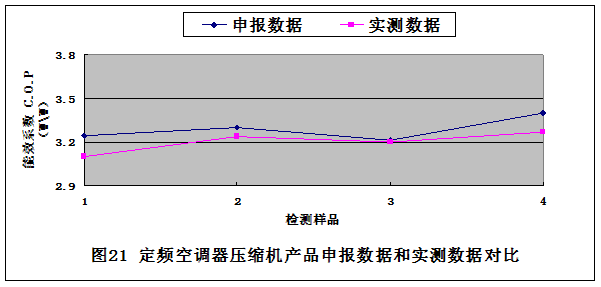 申报数据 实测数据
能效系数 C.O.P
(W\W)
3.8
3.5
3.2
2.9
1 2 3 4
检测样品
图21 定频空调器压缩机产品申报数据和实测数据对比